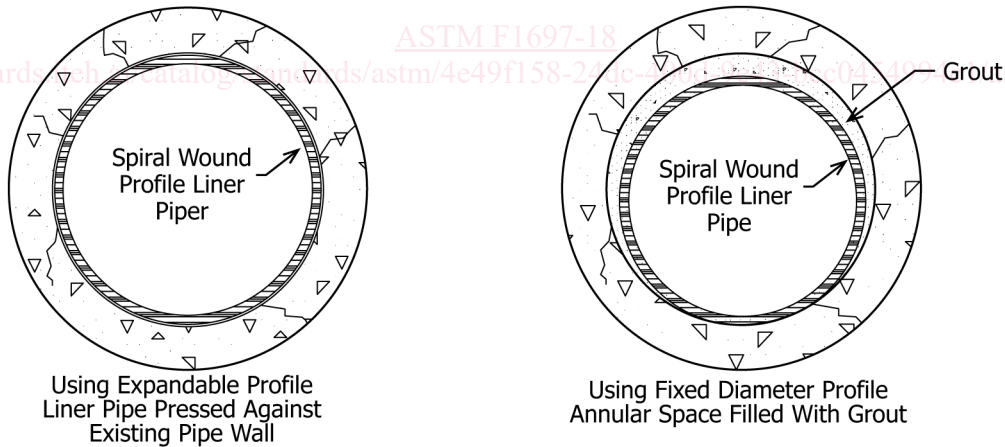 ASTM F1697-18
Grout
Spiral Wound
Profile Liner
Piper
Spiral Wound
Profile Liner
Pipe
Using Expandable Profile
Liner Pipe Pressed Against
Existing Pipe Wall
Using Fixed Diameter Profile
Annular Space Filled With Grout